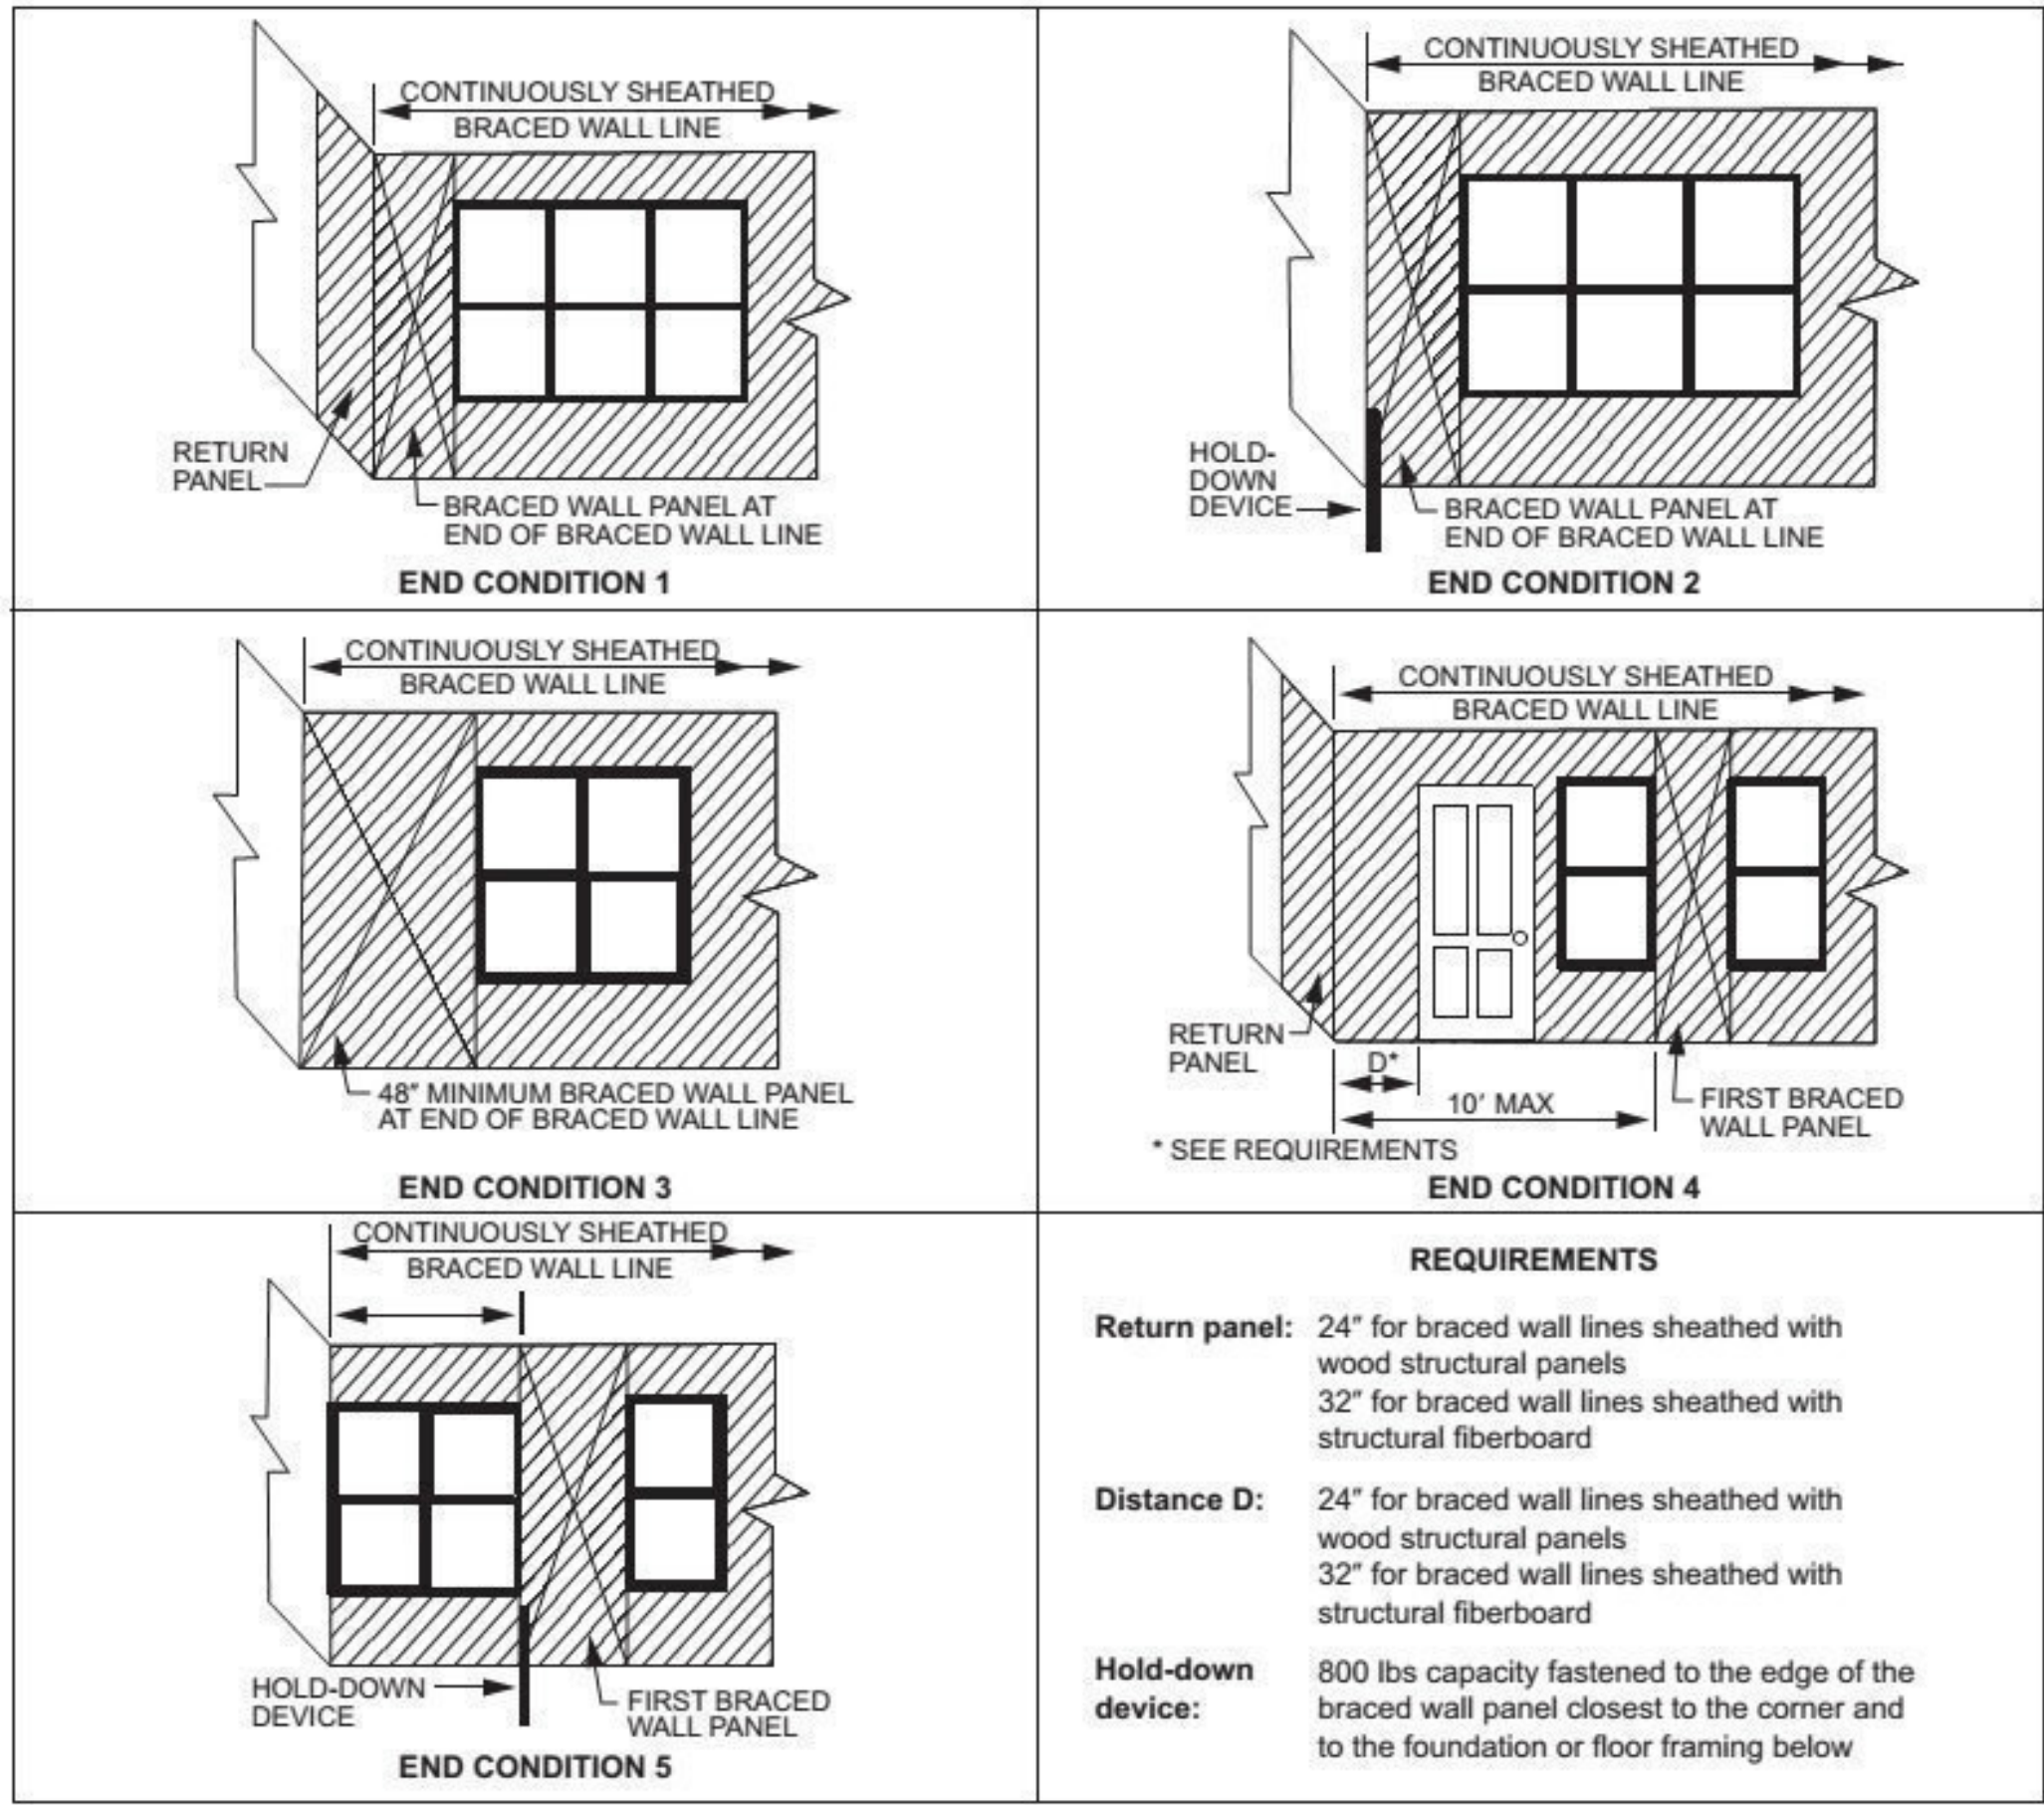 CONTINUOUSLY SHEATHED
BRACED WALL LINE
RETURN
PANEL
BRACED WALL PANEL AT
END OF BRACED WALL LINE
END CONDITION 1
CONTINUOUSLY SHEATHED
BRACED WALL LINE
HOLD-
DOWN
DEVICE
BRACED WALL PANEL AT
END OF BRACED WALL LINE
END CONDITION 2
CONTINUOUSLY SHEATHED
BRACED WALL LINE
48″ MINIMUM BRACED WALL PANEL
AT END OF BRACED WALL LINE
END CONDITION 3
CONTINUOUSLY SHEATHED
BRACED WALL LINE
RETURN
PANEL
D*
10′ MAX
FIRST BRACED
WALL PANEL
* SEE REQUIREMENTS
END CONDITION 4
CONTINUOUSLY SHEATHED
BRACED WALL LINE
HOLD-DOWN
DEVICE
FIRST BRACED
WALL PANEL
END CONDITION 5
REQUIREMENTS
Return panel: 24″ for braced wall lines sheathed with
wood structural panels
32″ for braced wall lines sheathed with
structural fiberboard
Distance D: 24″ for braced wall lines sheathed with
wood structural panels
32″ for braced wall lines sheathed with
structural fiberboard
Hold-down 800 lbs capacity fastened to the edge of the
device: braced wall panel closest to the corner and
to the foundation or floor framing below